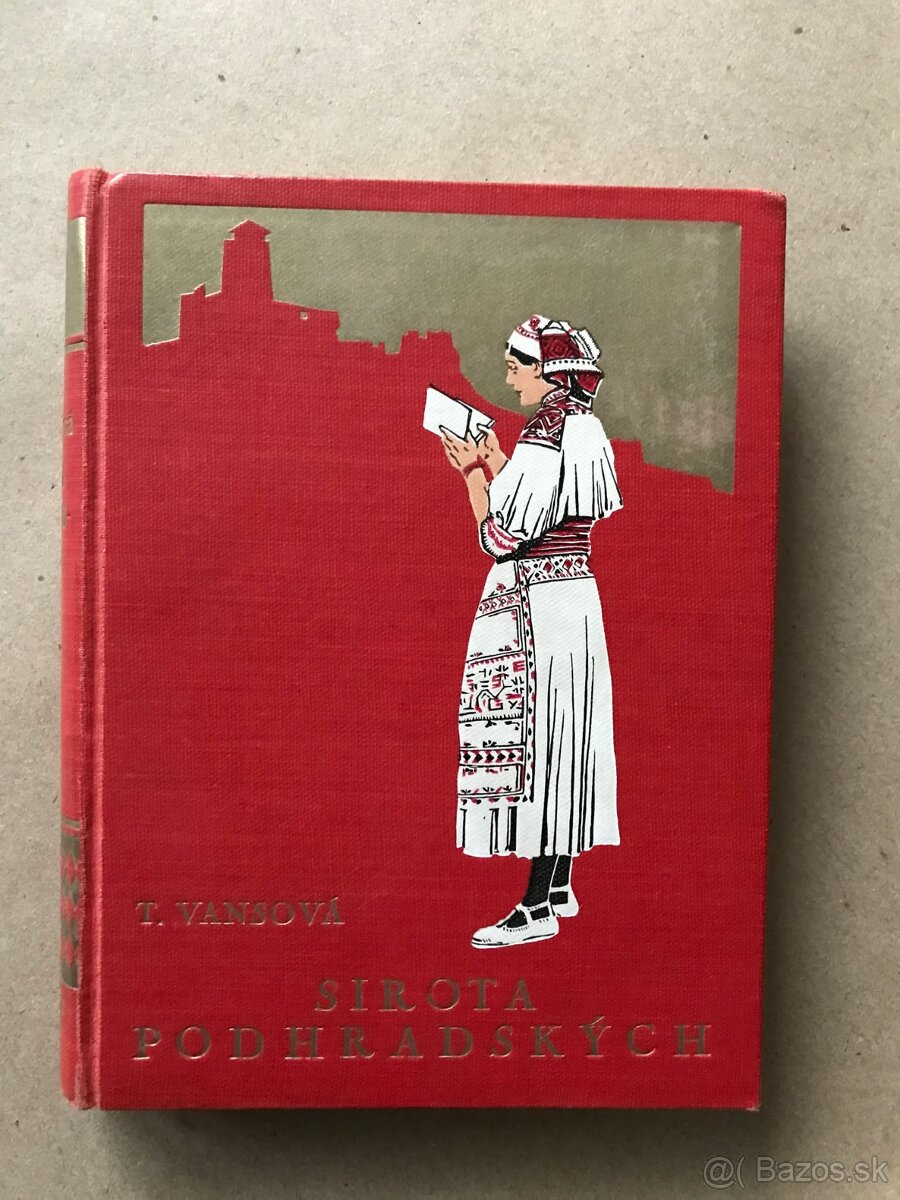 T. VANSOVÁ
SIROTA
PODHRADSKÝCH
@( Bazos.sk